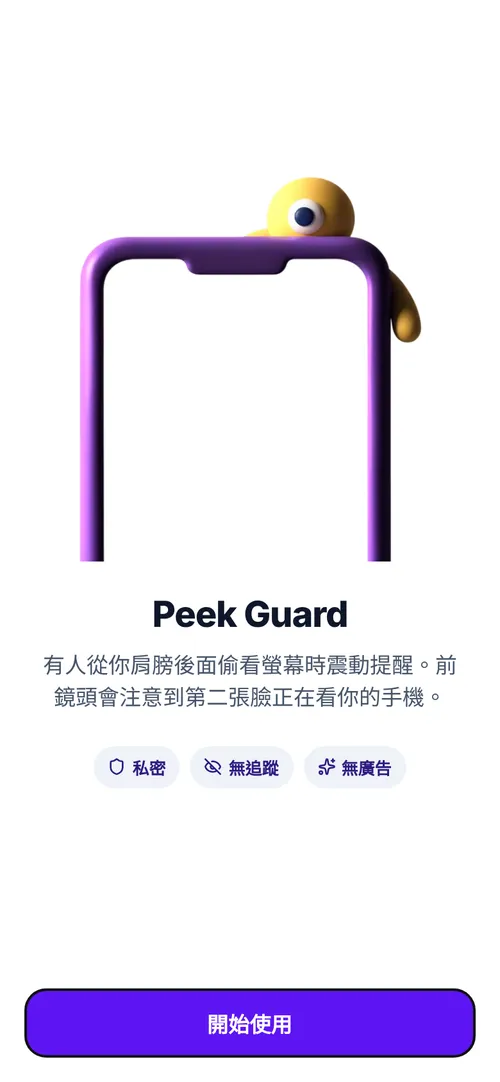 Peek Guard
有人從你肩膀後面偷看螢幕時震動提醒。前
鏡頭會注意到第二張臉正在看你的手機。
私密
無追蹤
無廣告
開始使用